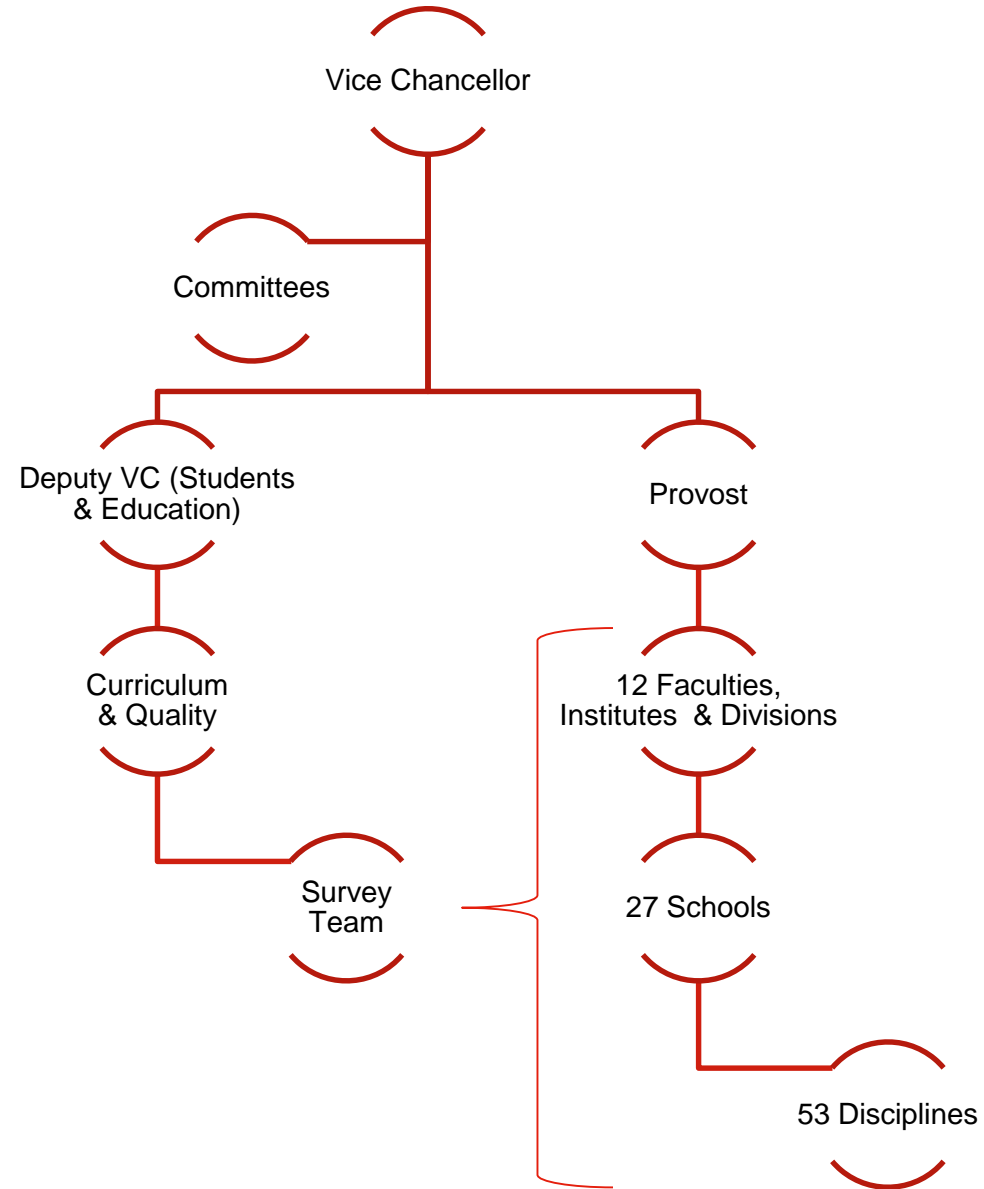 Vice Chancellor
Committees
Deputy VC (Students
& Education)
Provost
Curriculum
& Quality
12 Faculties,
Institutes & Divisions
Survey
Team
27 Schools
53 Disciplines